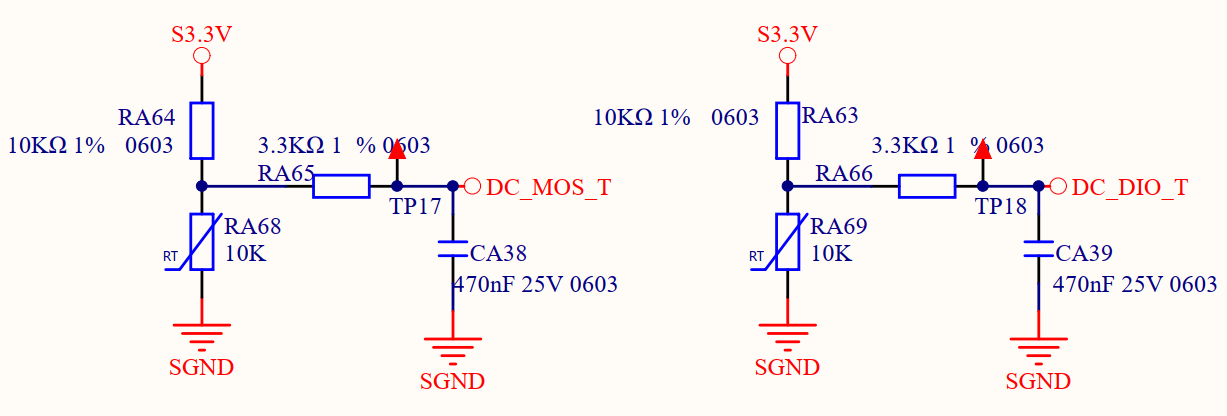 S3.3V
RA64
10KΩ 1% 0603
3.3KΩ 1 % 0603
RA65
DC_MOS_T
TP17
RA68
10K
RT
CA38
470nF 25V 0603
SGND
SGND
S3.3V
RA63
10KΩ 1% 0603
3.3KΩ 1 % 0603
RA66
DC_DIO_T
TP18
RA69
10K
RT
CA39
470nF 25V 0603
SGND
SGND